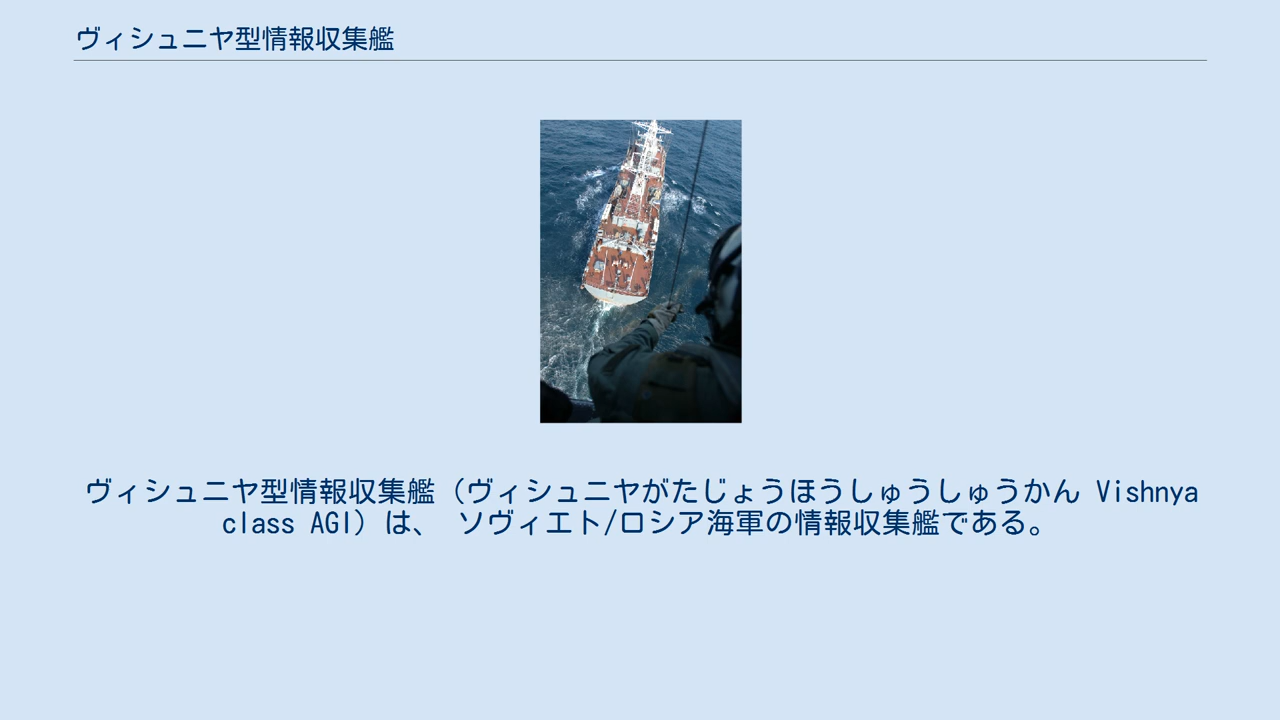 ヴィシュニヤ型情報収集艦
ヴィシュニヤ型情報収集艦（ヴィシュニヤがたじょうほうしゅうしゅうかん Vishnya
class AGI）は、 ソヴィエト/ロシア海軍の情報収集艦である。